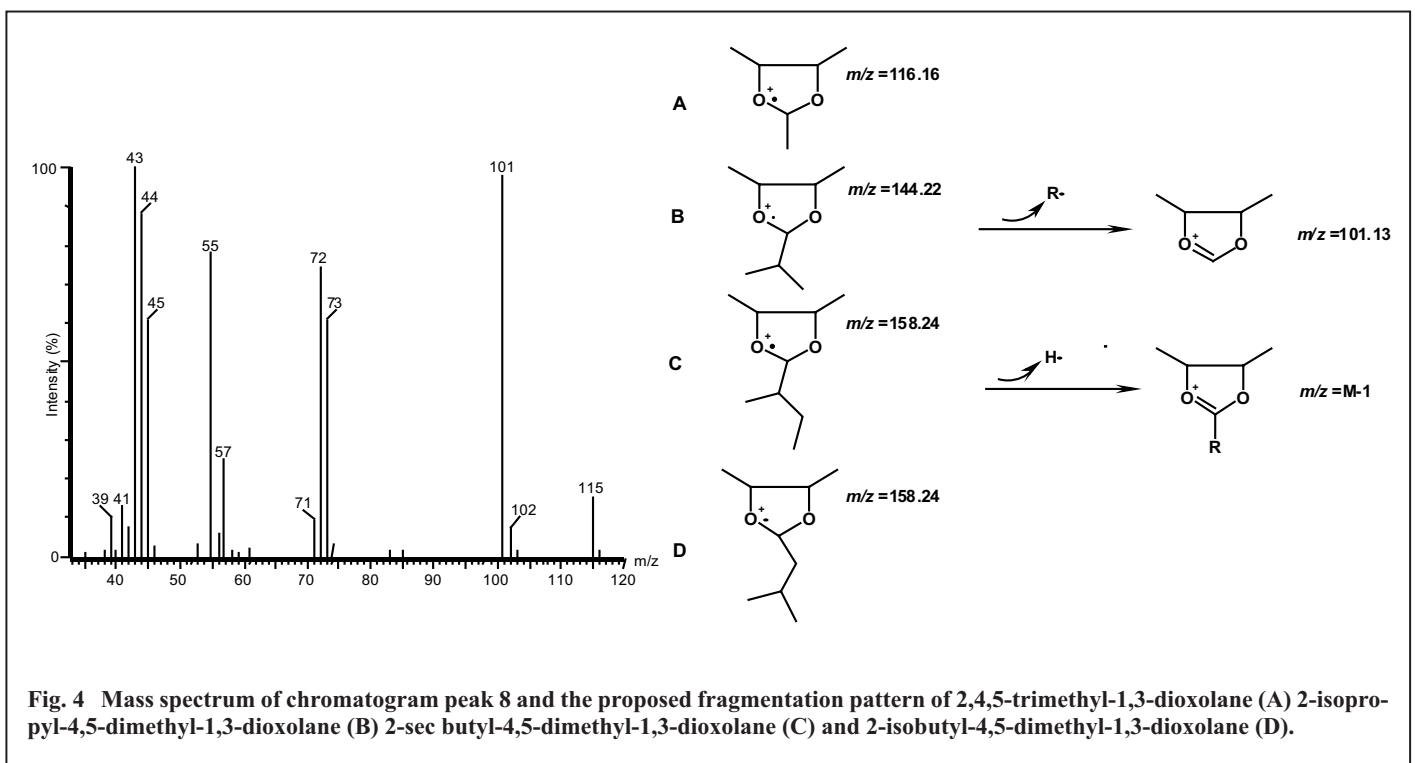 100
Intensity (%)
0
43
44
45
55
57
72
73
71
39 41
101
102
115
40 50 60 70 80 90 100 110 120
m/z
A
O + • O
m/z =116.16
B
O + · O
m/z =144.22
R•
O + O
m/z =101.13
C
O + • O
m/z =158.24
H•
O + O
R
m/z =M-1
D
O + • O
m/z =158.24
Fig. 4 Mass spectrum of chromatogram peak 8 and the proposed fragmentation pattern of 2,4,5-trimethyl-1,3-dioxolane (A) 2-isopro-
pyl-4,5-dimethyl-1,3-dioxolane (B) 2-sec butyl-4,5-dimethyl-1,3-dioxolane (C) and 2-isobutyl-4,5-dimethyl-1,3-dioxolane (D).